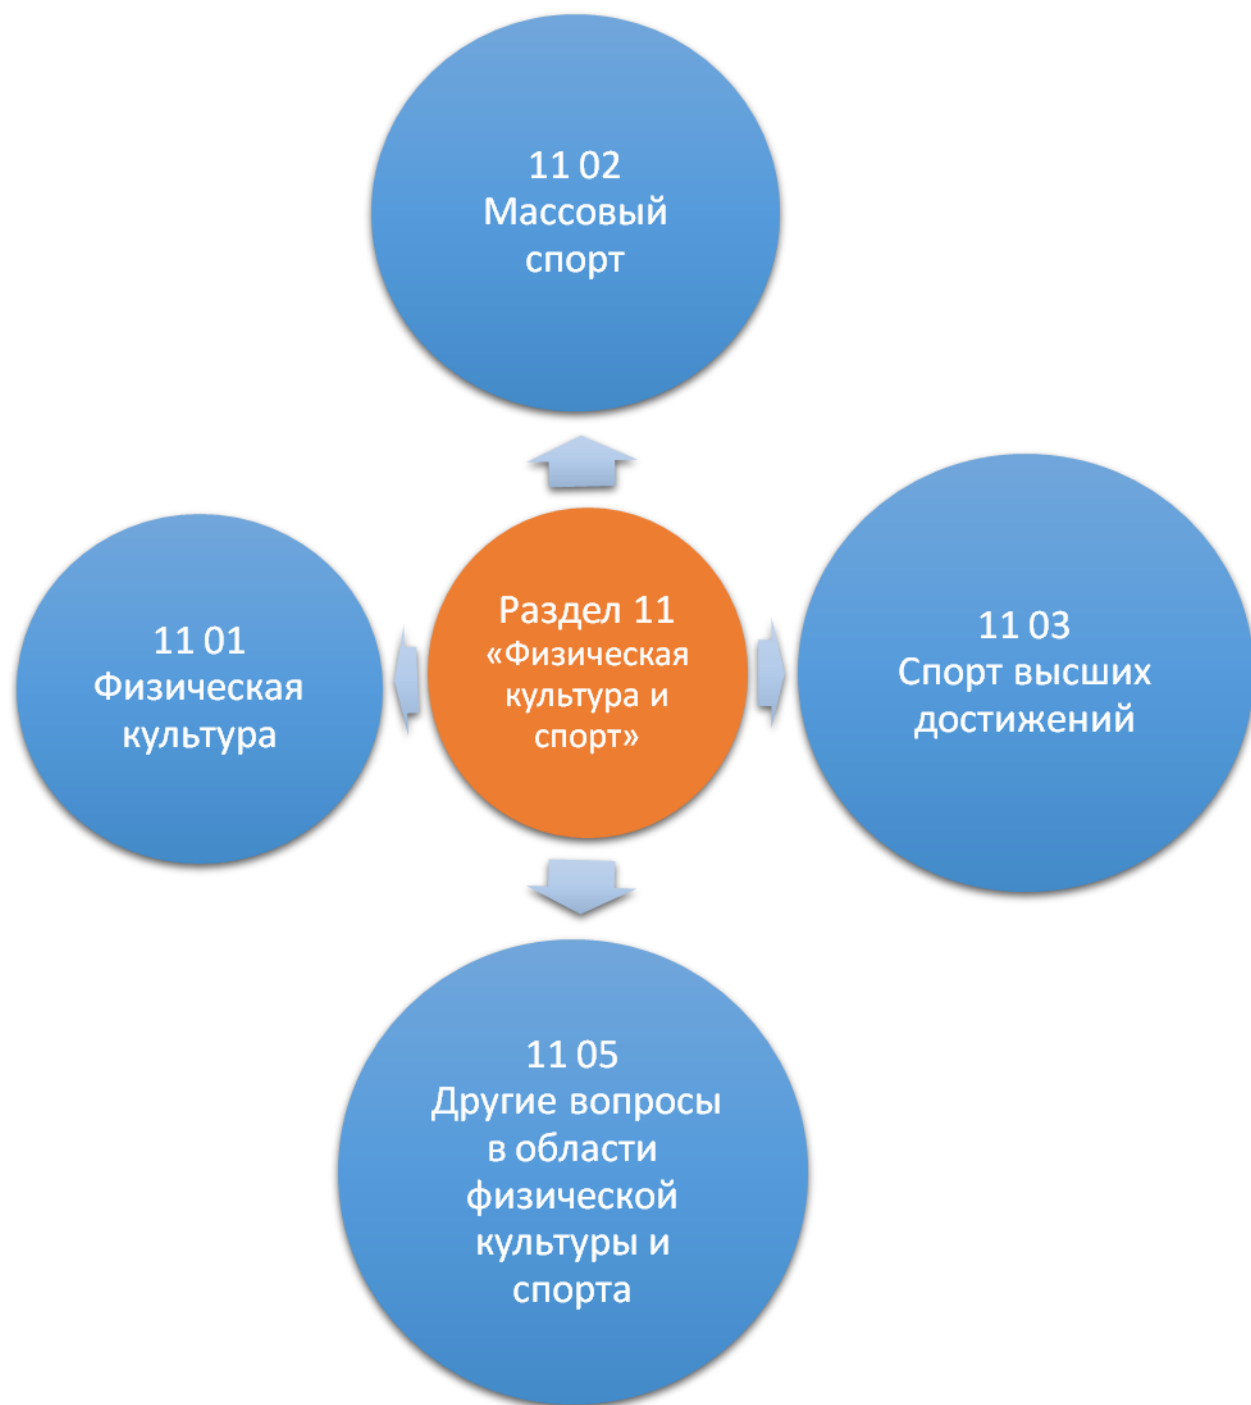 11 02
Массовый
спорт
11 01
Физическая
культура
Раздел 11
«Физическая
культура и
спорт»
11 03
Спорт высших
достижений
11 05
Другие вопросы
в области
физической
культуры и
спорта